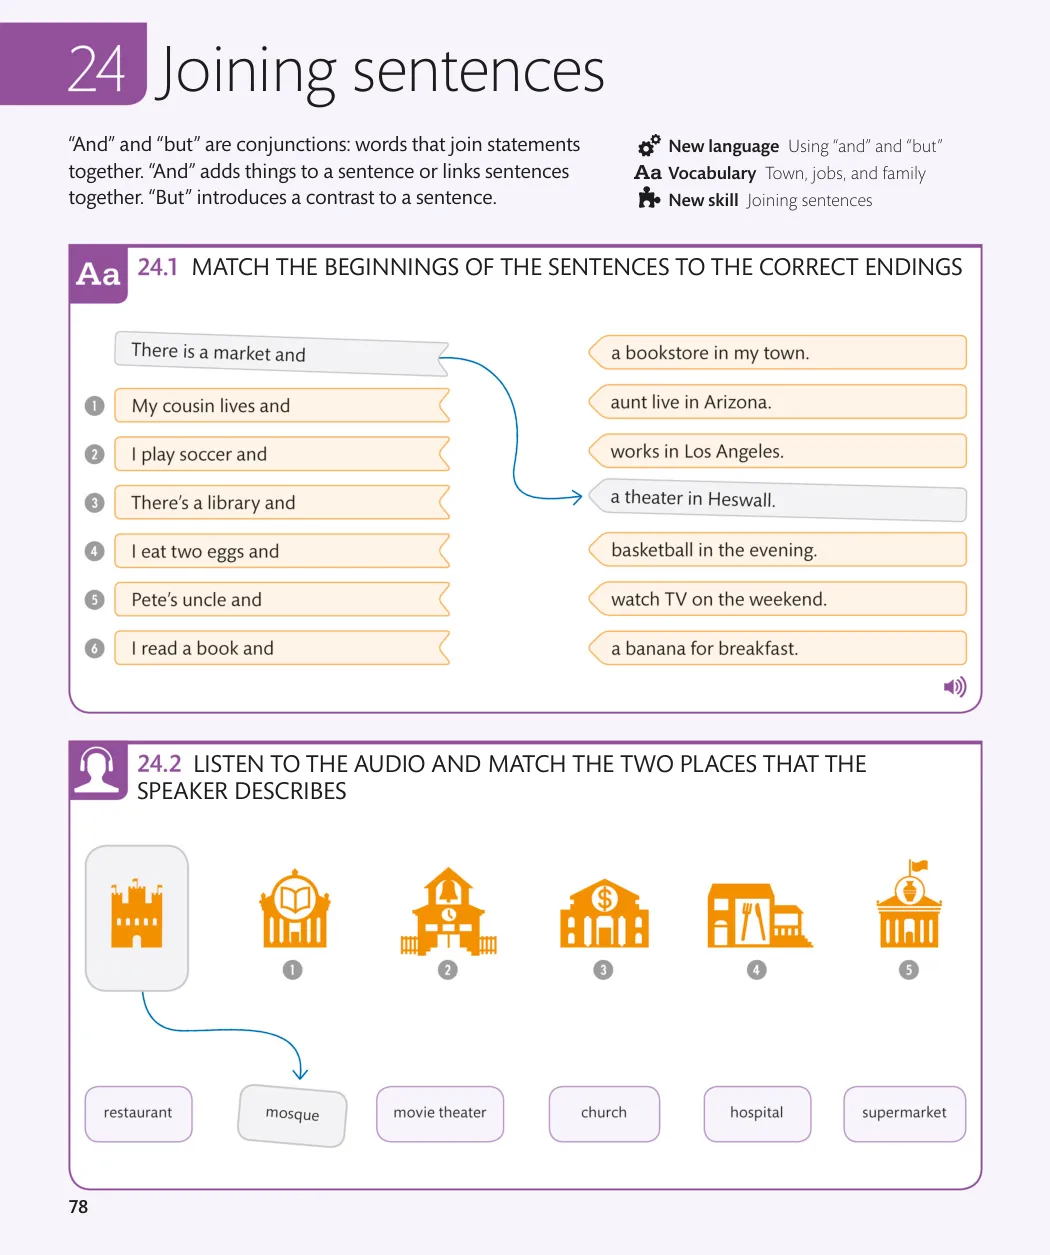 24 Joining sentences
“And” and “but” are conjunctions: words that join statements
together. “And” adds things to a sentence or links sentences
together. “But” introduces a contrast to a sentence.
New language Using “and” and “but”
Aa Vocabulary Town, jobs, and family
New skill Joining sentences
Aa 24.1 MATCH THE BEGINNINGS OF THE SENTENCES TO THE CORRECT ENDINGS
There is a market and
1 My cousin lives and
2 I play soccer and
3 There’s a library and
4 I eat two eggs and
5 Pete’s uncle and
6 I read a book and
a bookstore in my town.
aunt live in Arizona.
works in Los Angeles.
a theater in Heswall.
basketball in the evening.
watch TV on the weekend.
a banana for breakfast.
24.2 LISTEN TO THE AUDIO AND MATCH THE TWO PLACES THAT THE
SPEAKER DESCRIBES
$
1 2 3 4 5
restaurant mosque movie theater church hospital supermarket
78